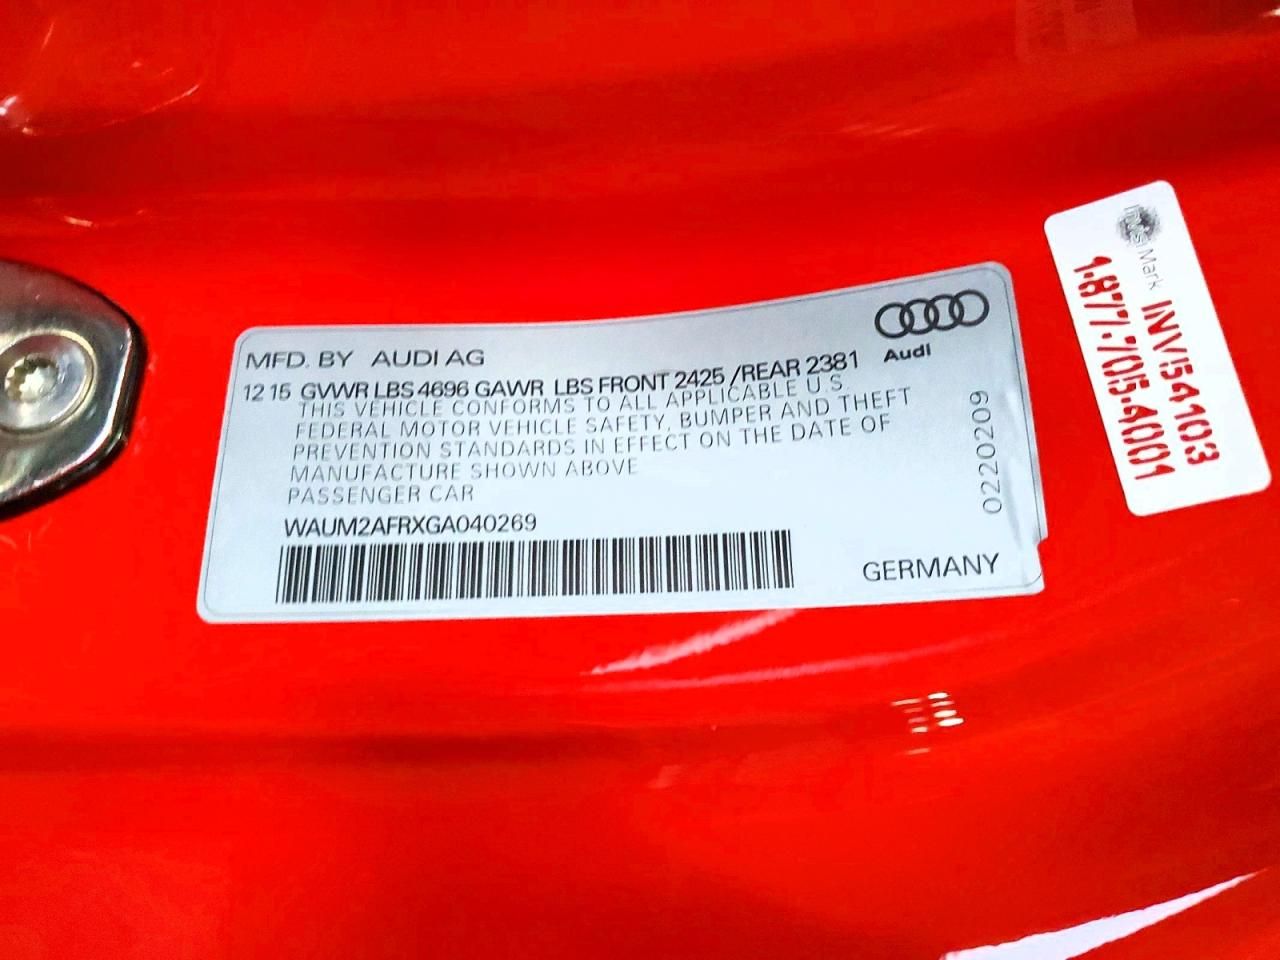 MFD. BY AUDI AG
12 15 GVWR LBS 4696 GAWR LBS FRONT 2425 /REAR 2381
THIS VEHICLE CONFORMS TO ALL APPLICABLE U S
FEDERAL MOTOR VEHICLE SAFETY, BUMPER AND THEFT
PREVENTION STANDARDS IN EFFECT ON THE DATE OF
MANUFACTURE SHOWN ABOVE
PASSENGER CAR
WAUM2AFRXGA040269
Audi
0220209
GERMANY
Mark
INV54103
1-877-705-4001